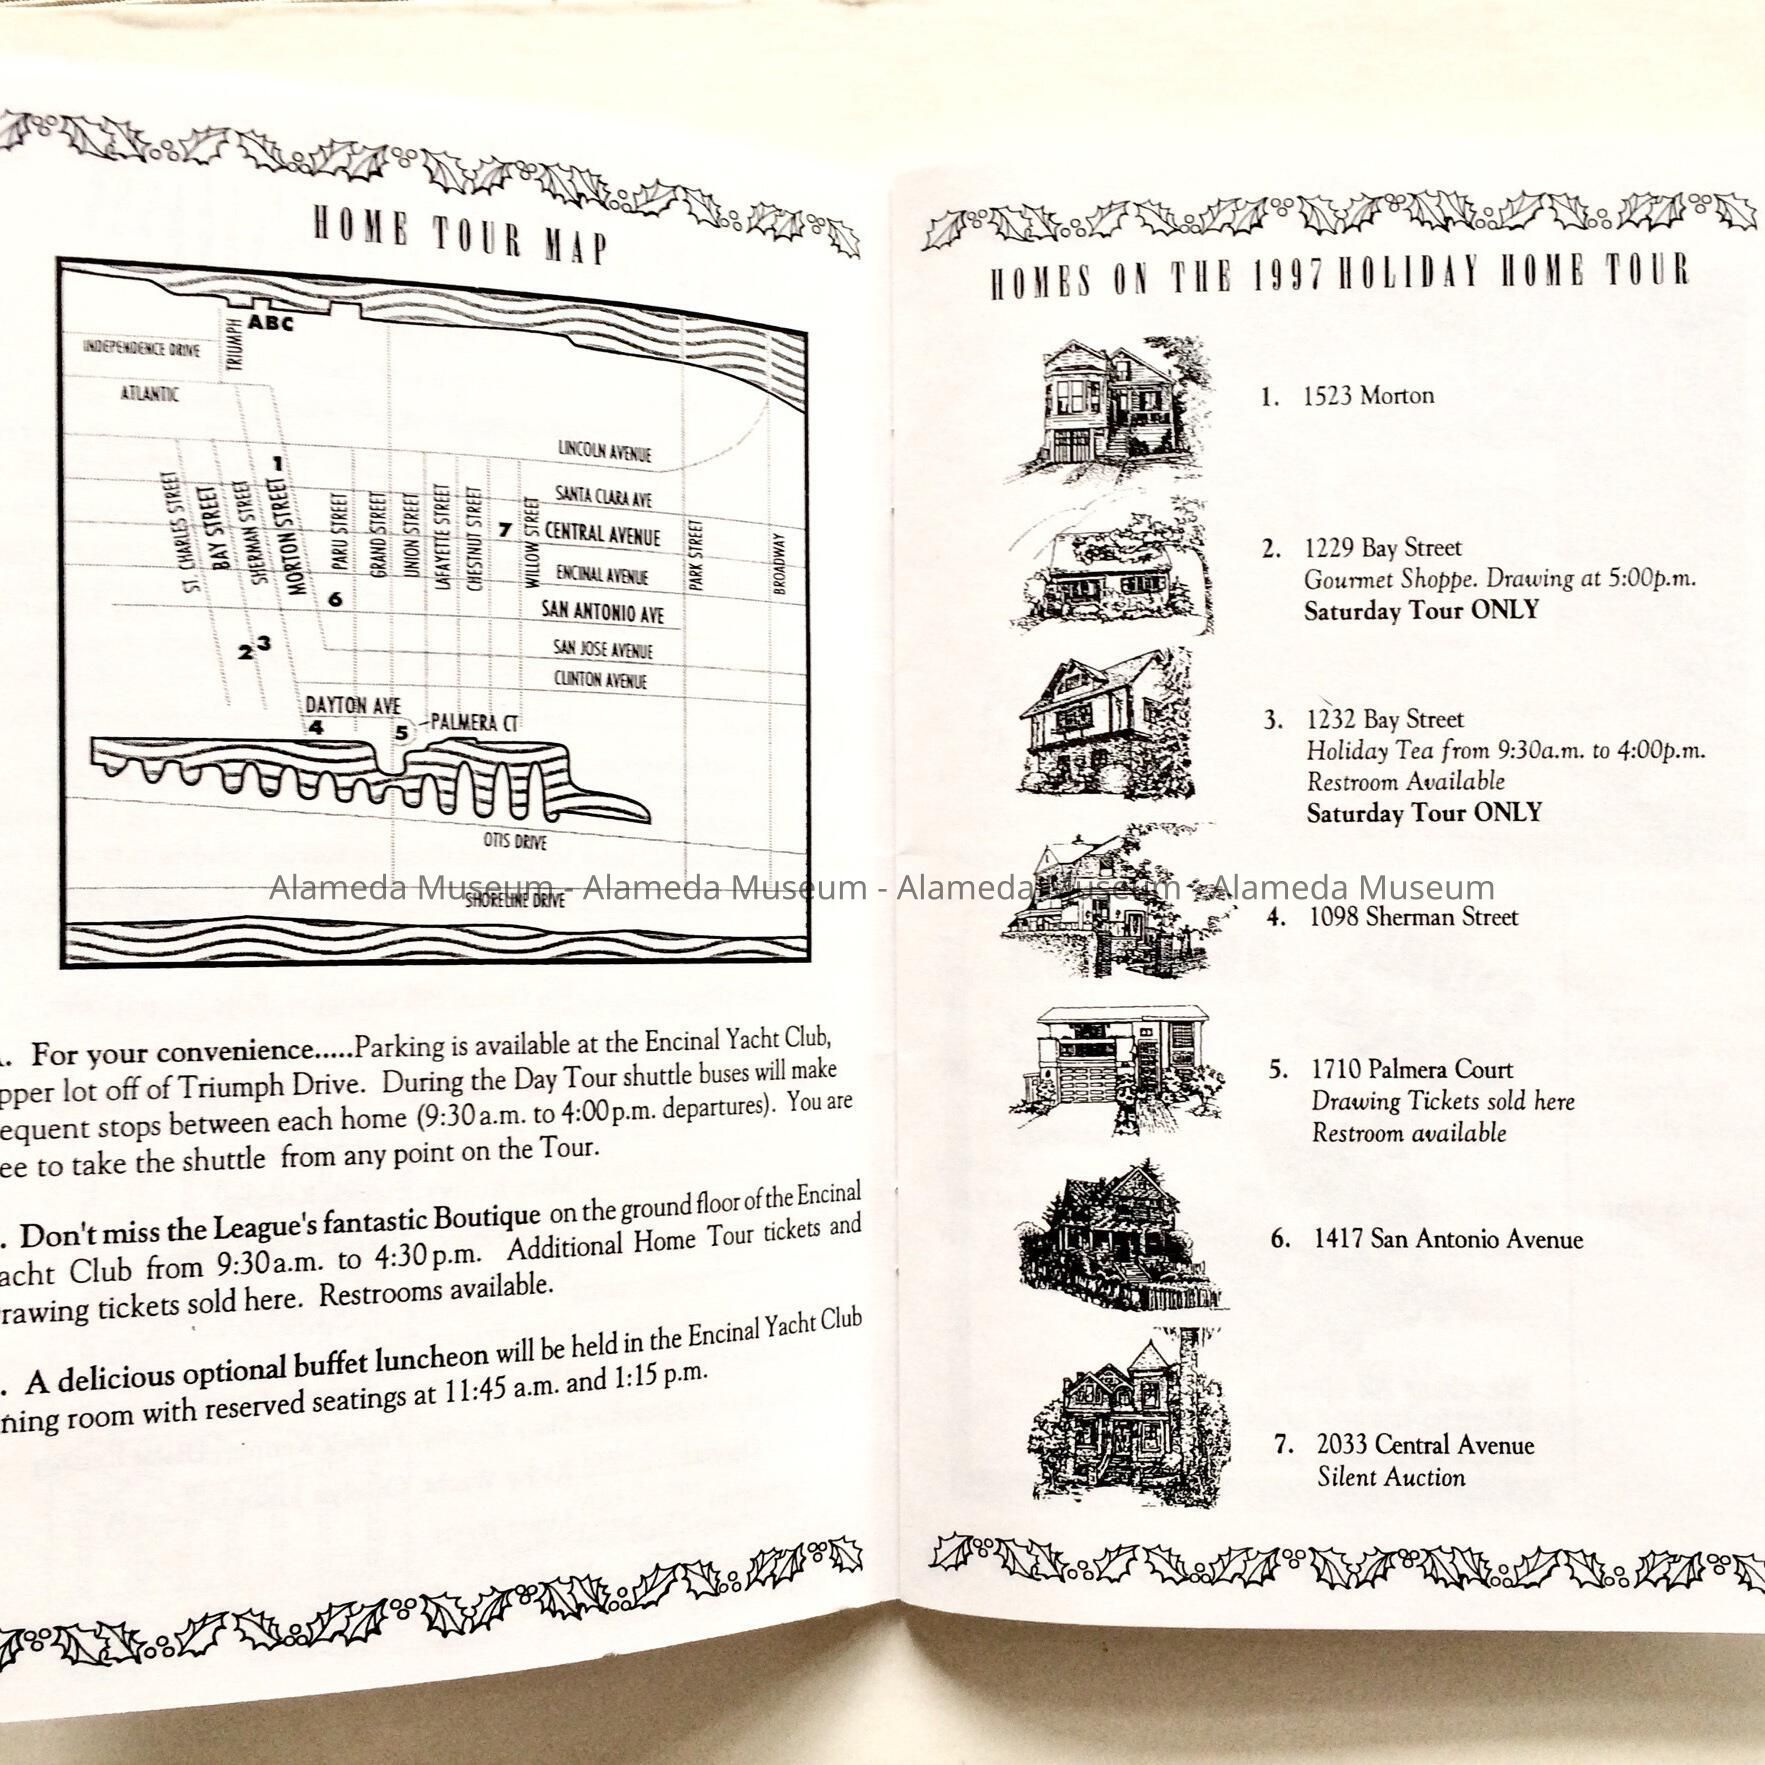 HOME TOUR MAP
ABC
TRIUMPH
INDEPENDENCE DRIVE
ATLANTIC
LINCOLN AVENUE
1
ST. CHARLES STREET
BAY STREET
SHERMAN STREET
MORTON STREET
PARU STREET
GRAND STREET
UNION STREET
LAFAYETTE STREET
CHESTNUT STREET
7
WILLOW STREET
SANTA CLARA AVE
CENTRAL AVENUE
PARK STREET
BROADWAY
ENCINAL AVENUE
6
SAN ANTONIO AVE
2 3
SAN JOSE AVENUE
CLINTON AVENUE
DAYTON AVE
4
5
PALMERA CT
OTIS DRIVE
SHORELINE DRIVE
. For your convenience.....Parking is available at the Encinal Yacht Club,
pper lot off of Triumph Drive. During the Day Tour shuttle buses will make
equent stops between each home (9:30 a.m. to 4:00 p.m. departures). You are
ee to take the shuttle from any point on the Tour.
. Don't miss the League's fantastic Boutique on the ground floor of the Encinal
acht Club from 9:30 a.m. to 4:30 p.m. Additional Home Tour tickets and
rawing tickets sold here. Restrooms available.
. A delicious optional buffet luncheon will be held in the Encinal Yacht Club
ning room with reserved seatings at 11:45 a.m. and 1:15 p.m.
HOMES ON THE 1997 HOLIDAY HOME TOUR
1. 1523 Morton
2. 1229 Bay Street
Gourmet Shoppe. Drawing at 5:00p.m.
Saturday Tour ONLY
3. 1232 Bay Street
Holiday Tea from 9:30a.m. to 4:00p.m.
Restroom Available
Saturday Tour ONLY
Alameda Museum - Alameda Museum - Alameda Museum - Alameda Museum
4. 1098 Sherman Street
5. 1710 Palmera Court
Drawing Tickets sold here
Restroom available
6. 1417 San Antonio Avenue
7. 2033 Central Avenue
Silent Auction